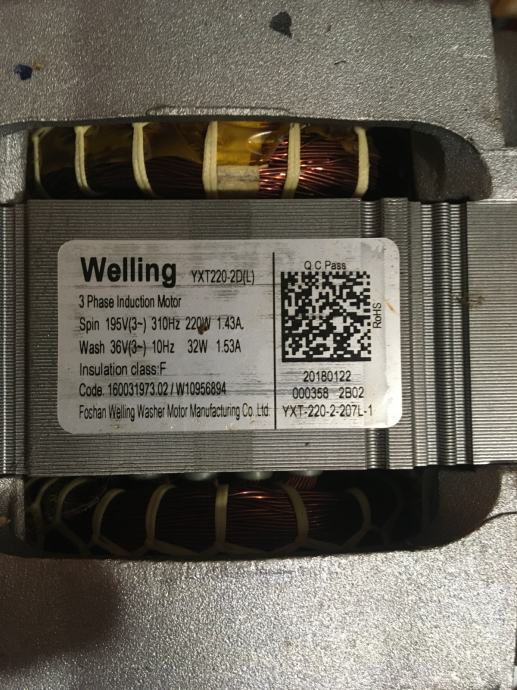 Welling YXT220-2D(L)
3 Phase Induction Motor
Spin 195V(3~) 310Hz 220W 1.43A
Wash 36V(3~) 10Hz 32W 1.53A
Insulation class:F
Code. 160031973.02 / W10956894
Foshan Welling Washer Motor Manufacturing Co., Ltd.
Q C Pass
RoHS
20180122
000358 2B02
YXT-220-2-207L-1